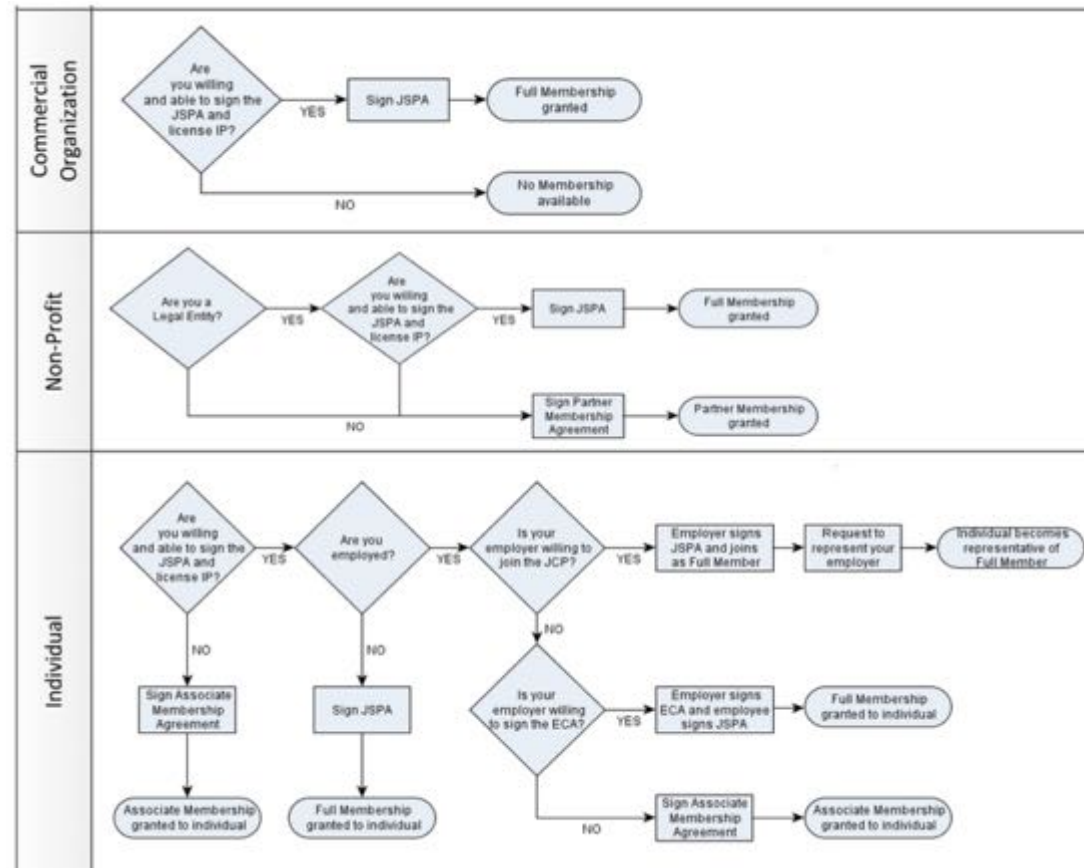 Commercial
Organization
Are
you willing
and able to sign the
JSPA and
license IP?
YES
Sign JSPA
Full Membership
granted
NO
No Membership
available
Non-Profit
Are you a
Legal Entity?
YES
Are
you willing
and able to sign the
JSPA and
license IP?
YES
Sign JSPA
Full Membership
granted
NO
Sign Partner
Membership
Agreement
Partner Membership
granted
Individual
Are
you willing
and able to sign the
JSPA and
license IP?
YES
Are you
employed?
YES
Is your
employer willing to
join the JCP?
YES
Employer signs
JSPA and joins
as Full Member
Request to
represent your
employer
Individual becomes
representative of
Full Member
NO
Sign Associate
Membership
Agreement
Associate Membership
granted to individual
NO
Sign JSPA
Full Membership
granted to individual
NO
Is your
employer willing
to sign the ECA?
YES
Employer signs
ECA and employee
signs JSPA
Full Membership
granted to individual
NO
Sign Associate
Membership
Agreement
Associate Membership
granted to individual